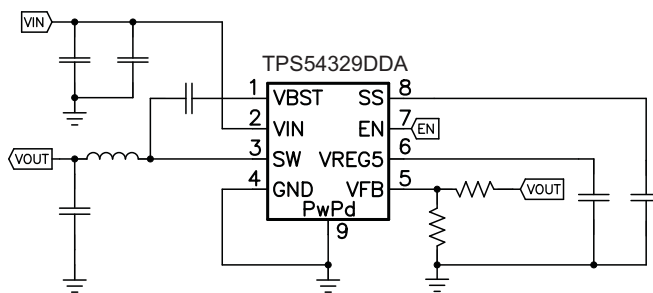 VIN
TPS54329DDA
1 VBST SS 8
2 VIN EN 7 EN
VOUT 3 SW VREG5 6
4 GND VFB 5 VOUT
PwPd
9